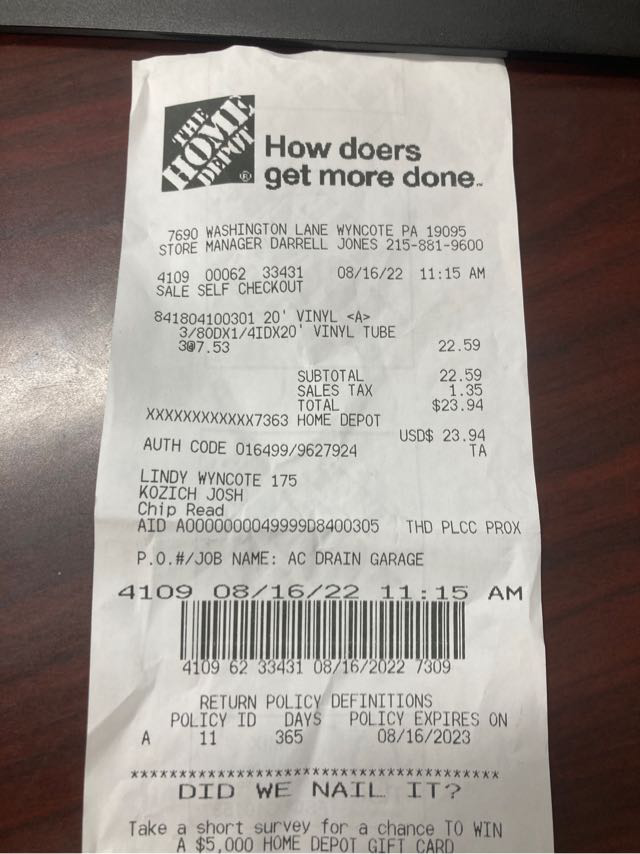 THE
HOME
DEPOT
®
How doers
get more done™
7690 WASHINGTON LANE WYNCOTE PA 19095
STORE MANAGER DARRELL JONES 215-881-9600
4109 00062 33431 08/16/22 11:15 AM
SALE SELF CHECKOUT
841804100301 20' VINYL <A>
3/8ODX1/4IDX20' VINYL TUBE
3@7.53 22.59
SUBTOTAL 22.59
SALES TAX 1.35
TOTAL $23.94
XXXXXXXXXXXX7363 HOME DEPOT
USD$ 23.94
AUTH CODE 016499/9627924 TA
LINDY WYNCOTE 175
KOZICH JOSH
Chip Read
AID A0000000049999D8400305 THD PLCC PROX
P.O.#/JOB NAME: AC DRAIN GARAGE
4109 08/16/22 11:15 AM
4109 62 33431 08/16/2022 7309
RETURN POLICY DEFINITIONS
POLICY ID DAYS POLICY EXPIRES ON
A 11 365 08/16/2023
****************************************
DID WE NAIL IT?
Take a short survey for a chance TO WIN
A $5,000 HOME DEPOT GIFT CARD